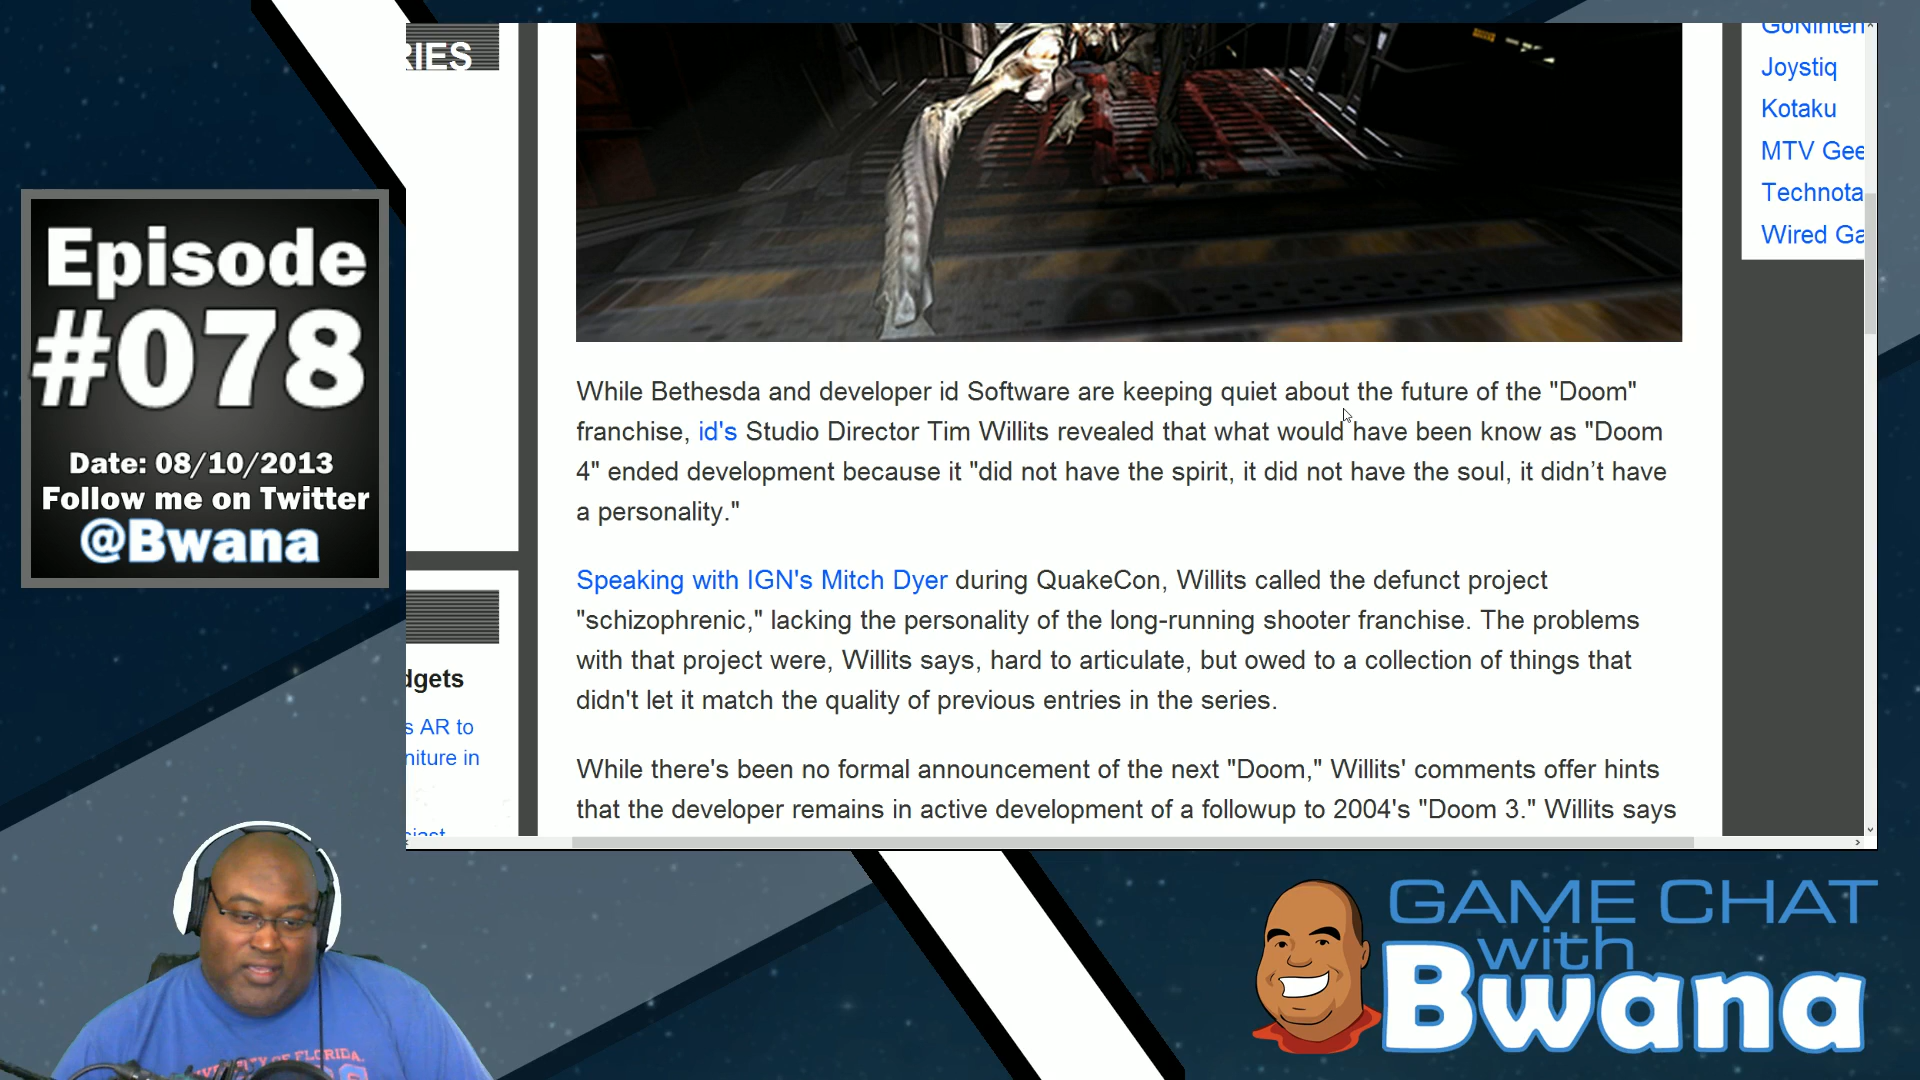 RIES
Episode
#078
Date: 08/10/2013
Follow me on Twitter
@Bwana
dgets
s AR to
niture in
While Bethesda and developer id Software are keeping quiet about the future of the "Doom"
franchise, id's Studio Director Tim Willits revealed that what would have been know as "Doom
4" ended development because it "did not have the spirit, it did not have the soul, it didn’t have
a personality."
Speaking with IGN's Mitch Dyer during QuakeCon, Willits called the defunct project
"schizophrenic," lacking the personality of the long-running shooter franchise. The problems
with that project were, Willits says, hard to articulate, but owed to a collection of things that
didn't let it match the quality of previous entries in the series.
While there's been no formal announcement of the next "Doom," Willits' comments offer hints
that the developer remains in active development of a followup to 2004's "Doom 3." Willits says
GoNinten
Joystiq
Kotaku
MTV Gee
Technota
Wired Ga
GAME CHAT
with
Bwana
OF FLORIDA